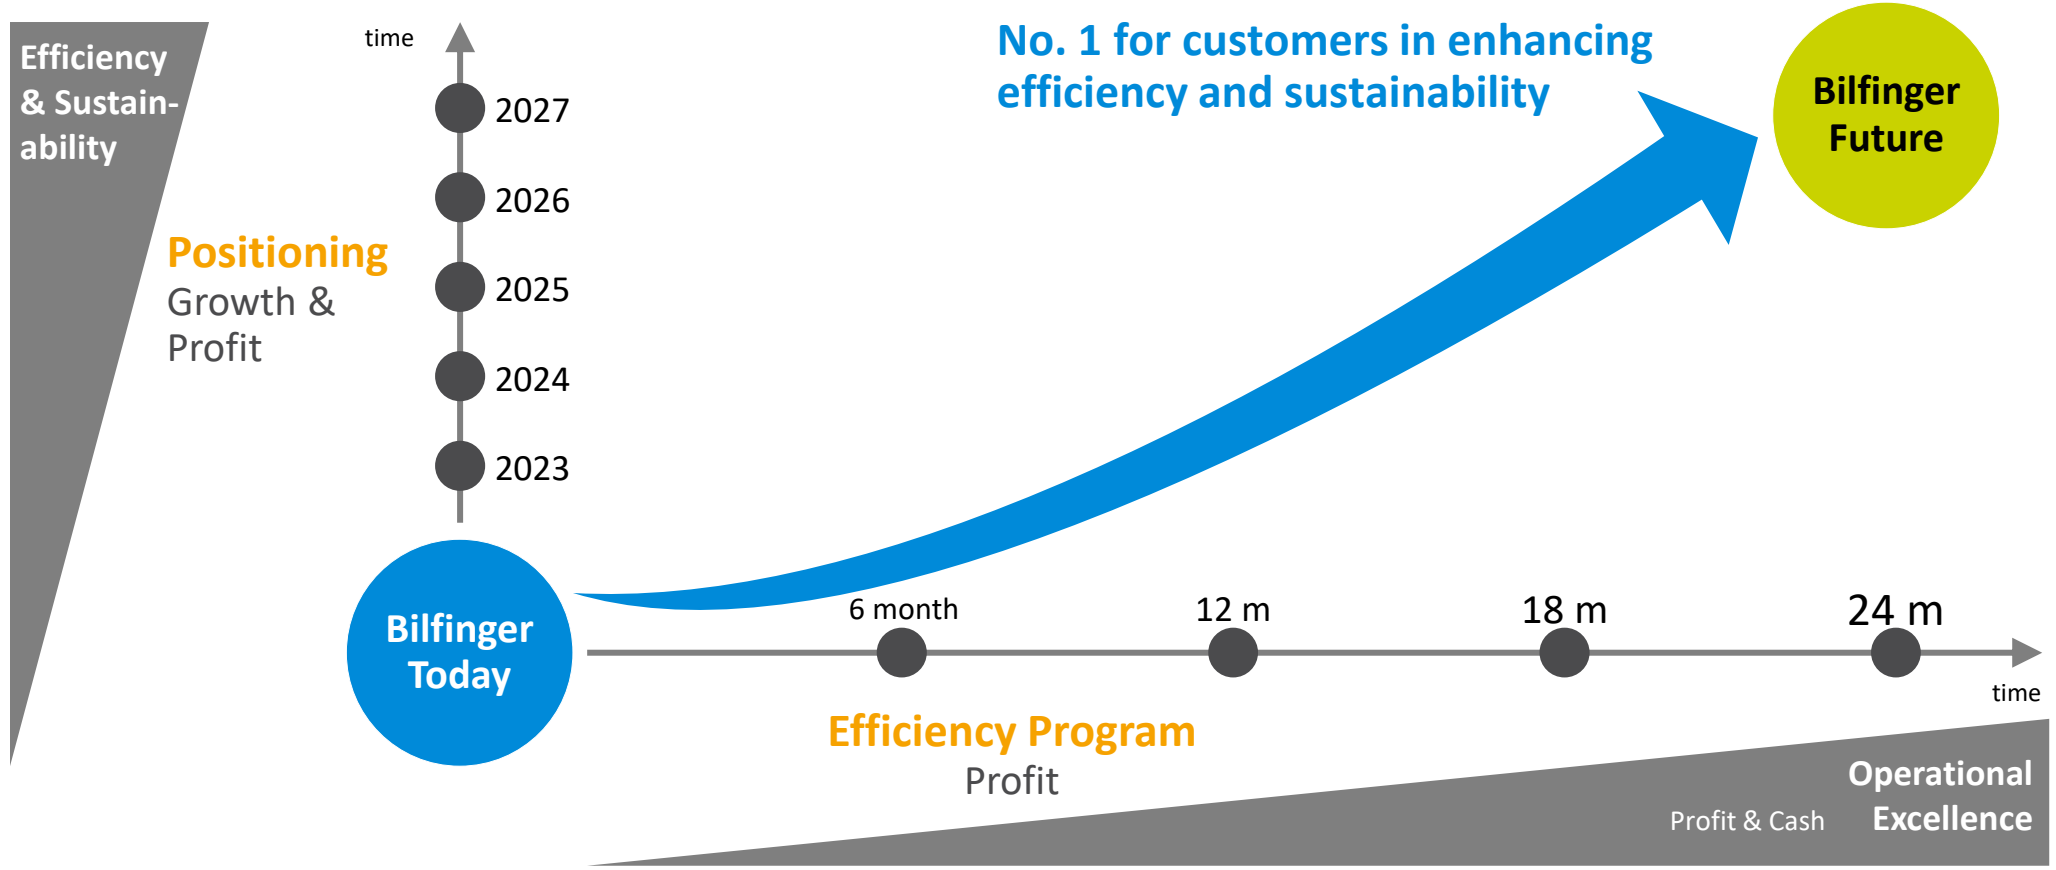 Efficiency
& Sustain-
ability
time
No. 1 for customers in enhancing
efficiency and sustainability
Bilfinger
Future
2027
2026
Positioning
Growth &
Profit
2025
2024
2023
Bilfinger
Today
6 month
12 m
18 m
24 m
time
Efficiency Program
Profit
Operational
Excellence
Profit & Cash